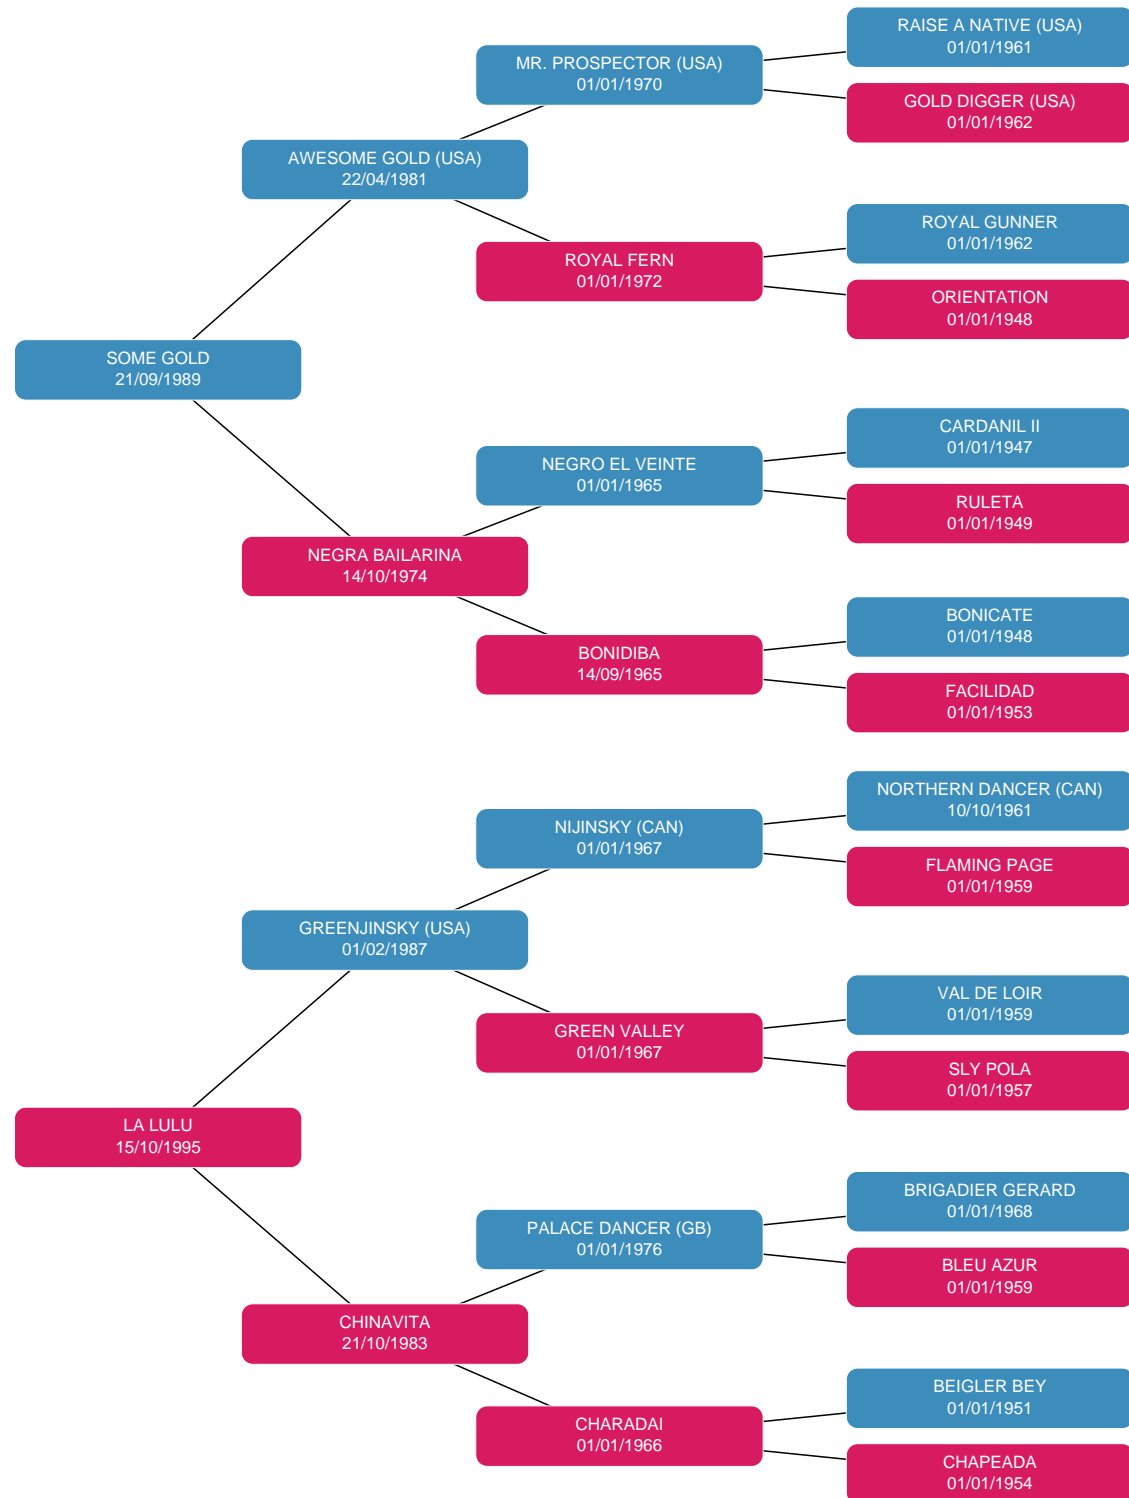 RAISE A NATIVE (USA)
01/01/1961
MR. PROSPECTOR (USA)
01/01/1970
GOLD DIGGER (USA)
01/01/1962
AWESOME GOLD (USA)
22/04/1981
ROYAL GUNNER
01/01/1962
ROYAL FERN
01/01/1972
ORIENTATION
01/01/1948
SOME GOLD
21/09/1989
CARDANIL II
01/01/1947
NEGRO EL VEINTE
01/01/1965
RULETA
01/01/1949
NEGRA BAILARINA
14/10/1974
BONICATE
01/01/1948
BONIDIBA
14/09/1965
FACILIDAD
01/01/1953
NORTHERN DANCER (CAN)
10/10/1961
NIJINSKY (CAN)
01/01/1967
FLAMING PAGE
01/01/1959
GREENJINSKY (USA)
01/02/1987
VAL DE LOIR
01/01/1959
GREEN VALLEY
01/01/1967
SLY POLA
01/01/1957
LA LULU
15/10/1995
BRIGADIER GERARD
01/01/1968
PALACE DANCER (GB)
01/01/1976
BLEU AZUR
01/01/1959
CHINAVITA
21/10/1983
BEIGLER BEY
01/01/1951
CHARADAI
01/01/1966
CHAPEADA
01/01/1954